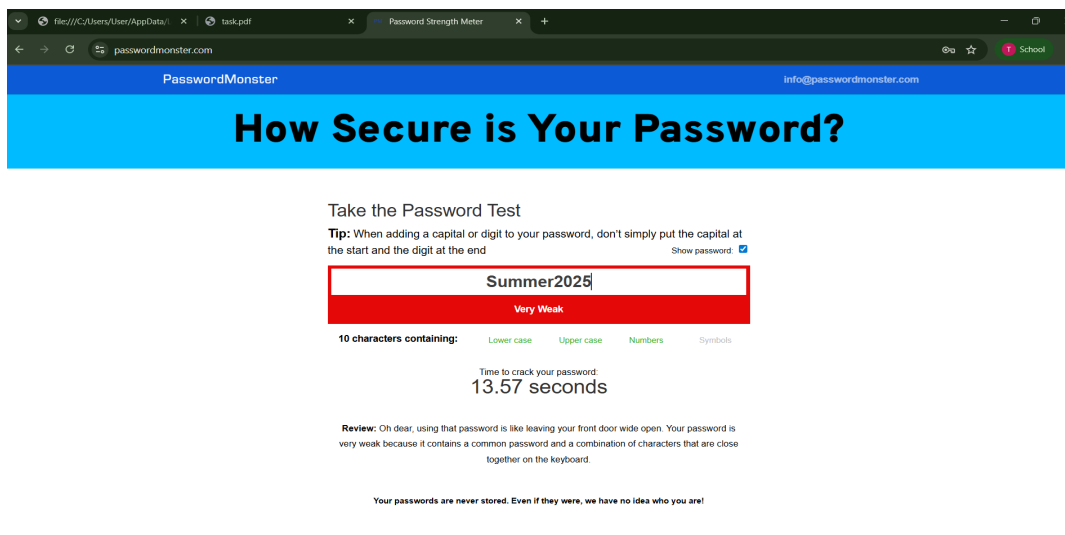 file:///C:/Users/User/AppData/L
task.pdf
Password Strength Meter
passwordmonster.com
T School
PasswordMonster
info@passwordmonster.com
How Secure is Your Password?
Take the Password Test
Tip: When adding a capital or digit to your password, don't simply put the capital at
the start and the digit at the end
Show password:
Summer2025
Very Weak
10 characters containing: Lower case Upper case Numbers Symbols
Time to crack your password:
13.57 seconds
Review: Oh dear, using that password is like leaving your front door wide open. Your password is
very weak because it contains a common password and a combination of characters that are close
together on the keyboard.
Your passwords are never stored. Even if they were, we have no idea who you are!